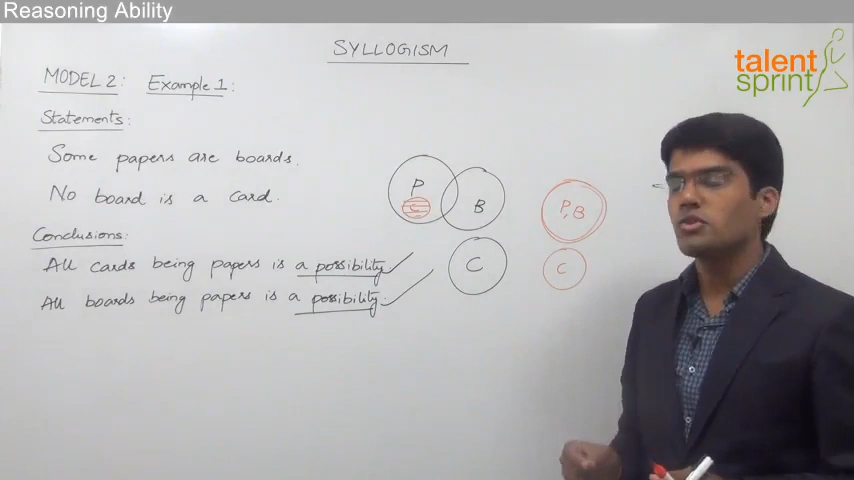 Reasoning Ability
SYLLOGISM
talent
sprint
MODEL 2: Example 1:
Statements:
Some papers are boards.
No board is a card.
Conclusions:
All cards being papers is a possibility
All boards being papers is a possibility.
P
C
B
C
P, B
C